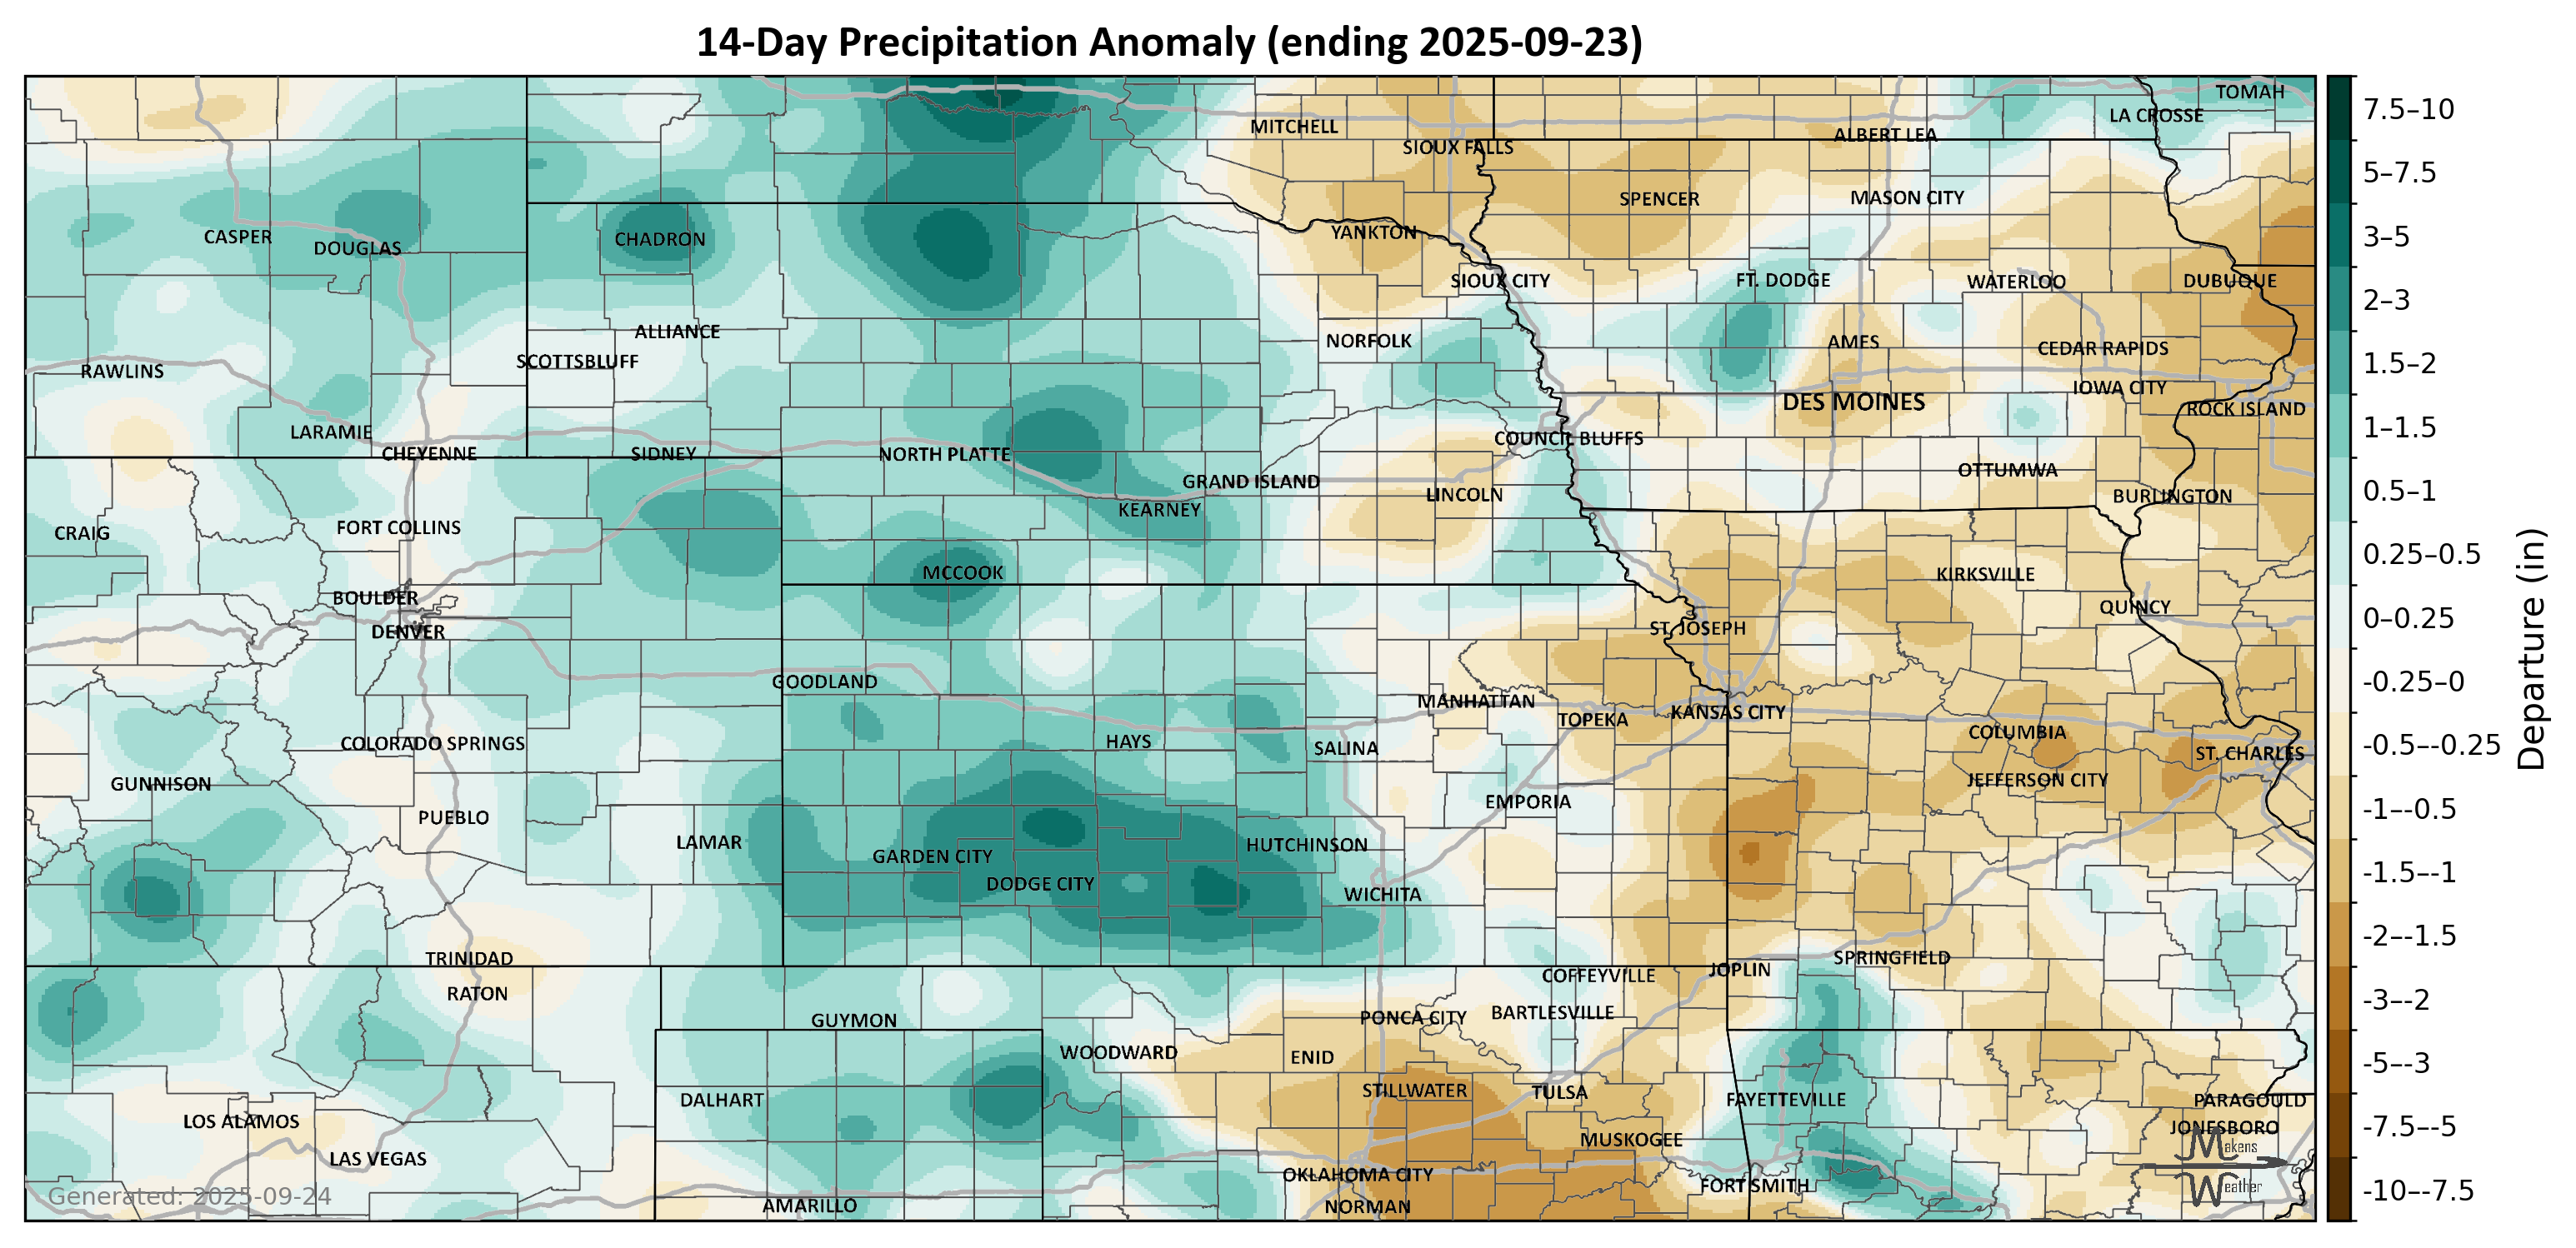 14-Day Precipitation Anomaly (ending 2025-09-23)
TOMAH
LA CROSSE
MITCHELL
ALBERT LEA
SIOUX FALLS
SPENCER
MASON CITY
YANKTON
CASPER
CHADRON
DOUGLAS
SIOUX CITY
FT. DODGE
WATERLOO
DUBUQUE
ALLIANCE
NORFOLK
AMES
CEDAR RAPIDS
SCOTTSBLUFF
RAWLINS
IOWA CITY
DES MOINES
ROCK ISLAND
LARAMIE
COUNCIL BLUFFS
CHEYENNE
SIDNEY
NORTH PLATTE
OTTUMWA
GRAND ISLAND
LINCOLN
BURLINGTON
KEARNEY
CRAIG
FORT COLLINS
MCCOOK
KIRKSVILLE
BOULDER
QUINCY
DENVER
ST. JOSEPH
GOODLAND
MANHATTAN
TOPEKA
KANSAS CITY
COLUMBIA
COLORADO SPRINGS
HAYS
SALINA
ST. CHARLES
GUNNISON
JEFFERSON CITY
EMPORIA
PUEBLO
LAMAR
HUTCHINSON
GARDEN CITY
DODGE CITY
WICHITA
TRINIDAD
SPRINGFIELD
JOPLIN
COFFEYVILLE
RATON
BARTLESVILLE
PONCA CITY
GUYMON
WOODWARD
ENID
STILLWATER
TULSA
DALHART
FAYETTEVILLE
PARAGOULD
LOS ALAMOS
JONESBORO
MUSKOGEE
LAS VEGAS
OKLAHOMA CITY
FORT SMITH
AMARILLO
NORMAN
Generated: 2025-09-24
Makens
Weather
7.5–10
5–7.5
3–5
2–3
1.5–2
1–1.5
0.5–1
0.25–0.5
0–0.25
-0.25–0
-0.5–-0.25
-1–-0.5
-1.5–-1
-2–-1.5
-3–-2
-5–-3
-7.5–-5
-10–-7.5
Departure (in)